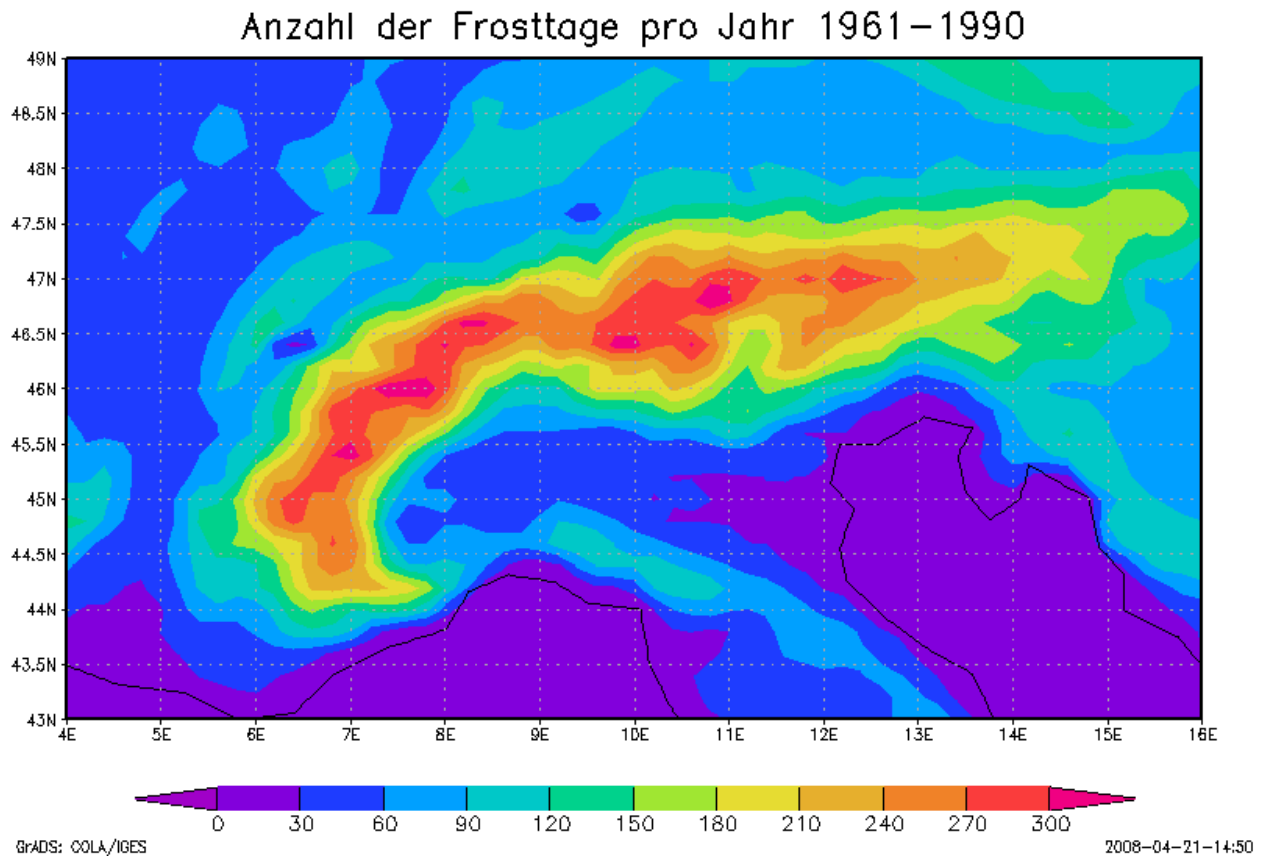 Anzahl der Frosttage pro Jahr 1961-1990
49N
48.5N
48N
47.5N
47N
46.5N
46N
45.5N
45N
44.5N
44N
43.5N
43N
4E 5E 6E 7E 8E 9E 10E 11E 12E 13E 14E 15E 16E
0 30 60 90 120 150 180 210 240 270 300
GrADS: COLA/IGES 2008-04-21-14:50